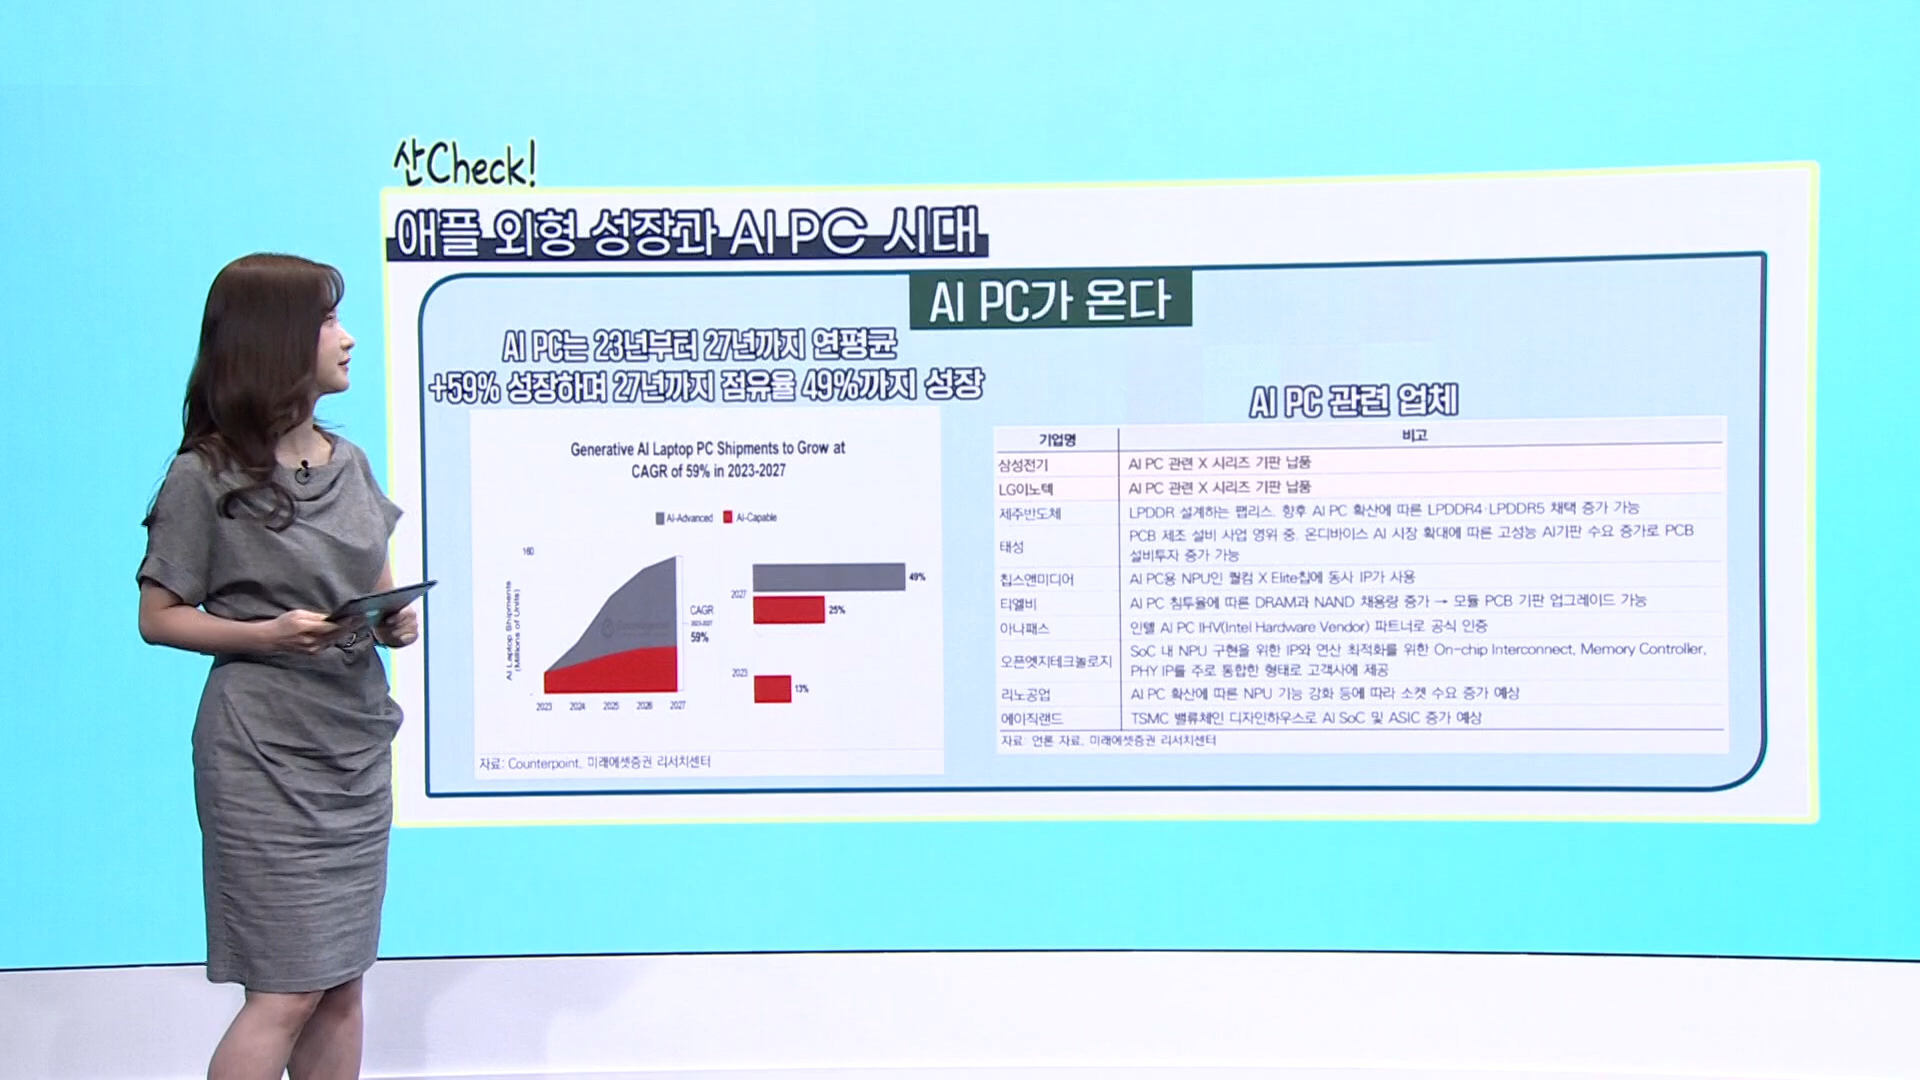 산Check!
애플 외형 성장과 AI PC 시대
AI PC가 온다
AI PC는 23년부터 27년까지 연평균
+59% 성장하며 27년까지 점유율 49%까지 성장
Generative AI Laptop PC Shipments to Grow at
CAGR of 59% in 2023-2027
AI-Advanced AI-Capable
160
AI Laptop Shipments
(Millions of Units)
-
CAGR
2023-2027
59%
2023 2024 2025 2026 2027
2027
49%
25%
2023
13%
자료: Counterpoint, 미래에셋증권 리서치센터
AI PC 관련 업체
기업명 비고
삼성전기 AI PC 관련 X 시리즈 기판 납품
LG이노텍 AI PC 관련 X 시리즈 기판 납품
제주반도체 LPDDR 설계하는 팹리스. 향후 AI PC 확산에 따른 LPDDR4·LPDDR5 채택 증가 가능
태성 PCB 제조 설비 사업 영위 중. 온디바이스 AI 시장 확대에 따른 고성능 AI기판 수요 증가로 PCB
설비투자 증가 가능
칩스앤미디어 AI PC용 NPU인 퀄컴 X Elite칩에 동사 IP가 사용
티엘비 AI PC 침투율에 따른 DRAM과 NAND 채용량 증가 → 모듈 PCB 기판 업그레이드 가능
아나패스 인텔 AI PC IHV(Intel Hardware Vendor) 파트너로 공식 인증
오픈엣지테크놀로지 SoC 내 NPU 구현을 위한 IP와 연산 최적화를 위한 On-chip Interconnect, Memory Controller,
PHY IP를 주로 통합한 형태로 고객사에 제공
리노공업 AI PC 확산에 따른 NPU 기능 강화 등에 따라 소켓 수요 증가 예상
에이직랜드 TSMC 밸류체인 디자인하우스로 AI SoC 및 ASIC 증가 예상
자료: 언론 자료, 미래에셋증권 리서치센터